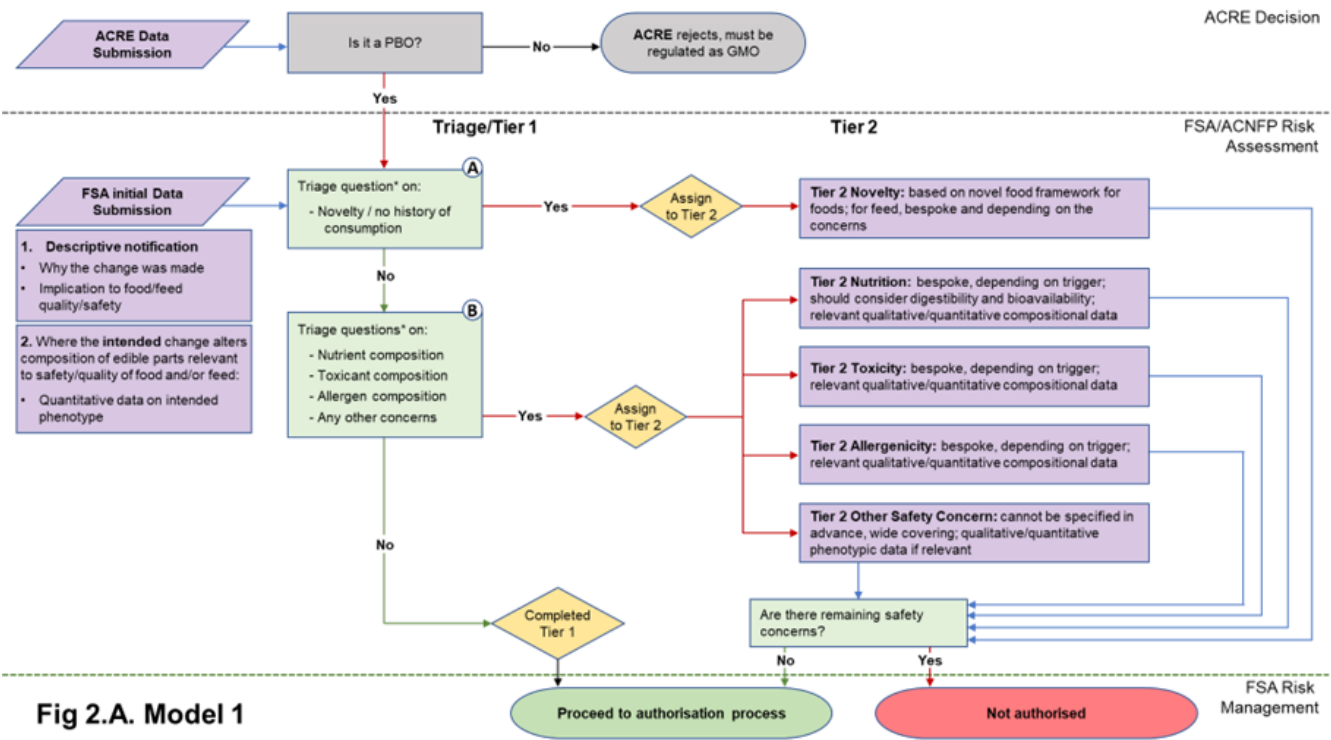 ACRE Data
Submission
Is it a PBO?
No
ACRE rejects, must be
regulated as GMO
ACRE Decision
Yes
Triage/Tier 1
Tier 2
FSA/ACNFP Risk
Assessment
FSA initial Data
Submission
1. Descriptive notification
• Why the change was made
• Implication to food/feed
quality/safety
2. Where the intended change alters
composition of edible parts relevant
to safety/quality of food and/or feed:
• Quantitative data on intended
phenotype
A
Triage question* on:
- Novelty / no history of
consumption
Yes
Assign
to Tier 2
Tier 2 Novelty: based on novel food framework for
foods; for feed, bespoke and depending on the
concerns
No
B
Triage questions* on:
- Nutrient composition
- Toxicant composition
- Allergen composition
- Any other concerns
Yes
Assign
to Tier 2
Tier 2 Nutrition: bespoke, depending on trigger;
should consider digestibility and bioavailability;
relevant qualitative/quantitative compositional data
Tier 2 Toxicity: bespoke, depending on trigger;
relevant qualitative/quantitative compositional data
Tier 2 Allergenicity: bespoke, depending on trigger;
relevant qualitative/quantitative compositional data
Tier 2 Other Safety Concern: cannot be specified in
advance, wide covering; qualitative/quantitative
phenotypic data if relevant
No
Completed
Tier 1
Are there remaining safety
concerns?
No
Yes
FSA Risk
Management
Fig 2.A. Model 1
Proceed to authorisation process
Not authorised